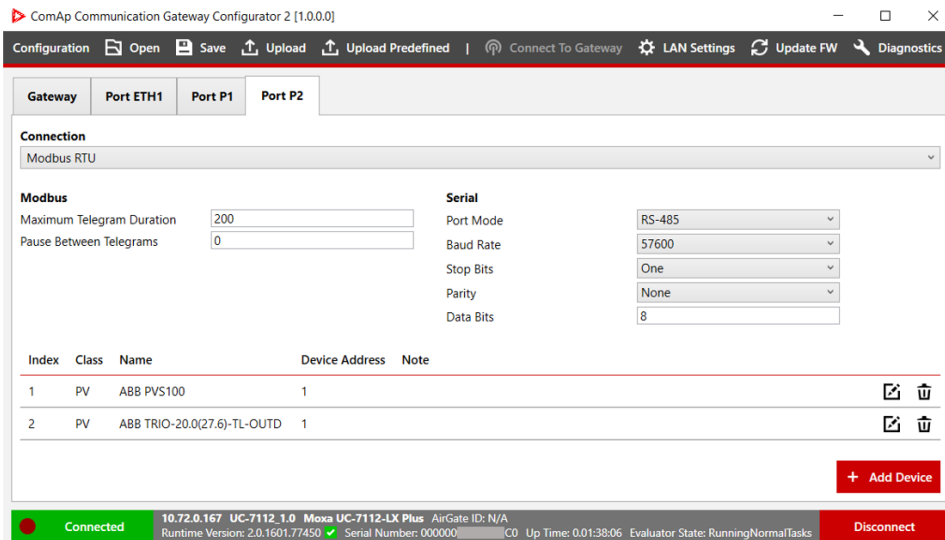 ComAp Communication Gateway Configurator 2 [1.0.0.0]
Configuration Open Save Upload Upload Predefined | Connect To Gateway LAN Settings Update FW Diagnostics
Gateway Port ETH1 Port P1 Port P2
Connection
Modbus RTU
Modbus Serial
Maximum Telegram Duration 200 Port Mode RS-485
Pause Between Telegrams 0 Baud Rate 57600
Stop Bits One
Parity None
Data Bits 8
Index Class Name Device Address Note
1 PV ABB PVS100 1
2 PV ABB TRIO-20.0(27.6)-TL-OUTD 1
+ Add Device
Connected 10.72.0.167 UC-7112_1.0 Moxa UC-7112-LX Plus AirGate ID: N/A Disconnect
Runtime Version: 2.0.1601.77450 Serial Number: 000000 C0 Up Time: 0.01:38:06 Evaluator State: RunningNormalTasks